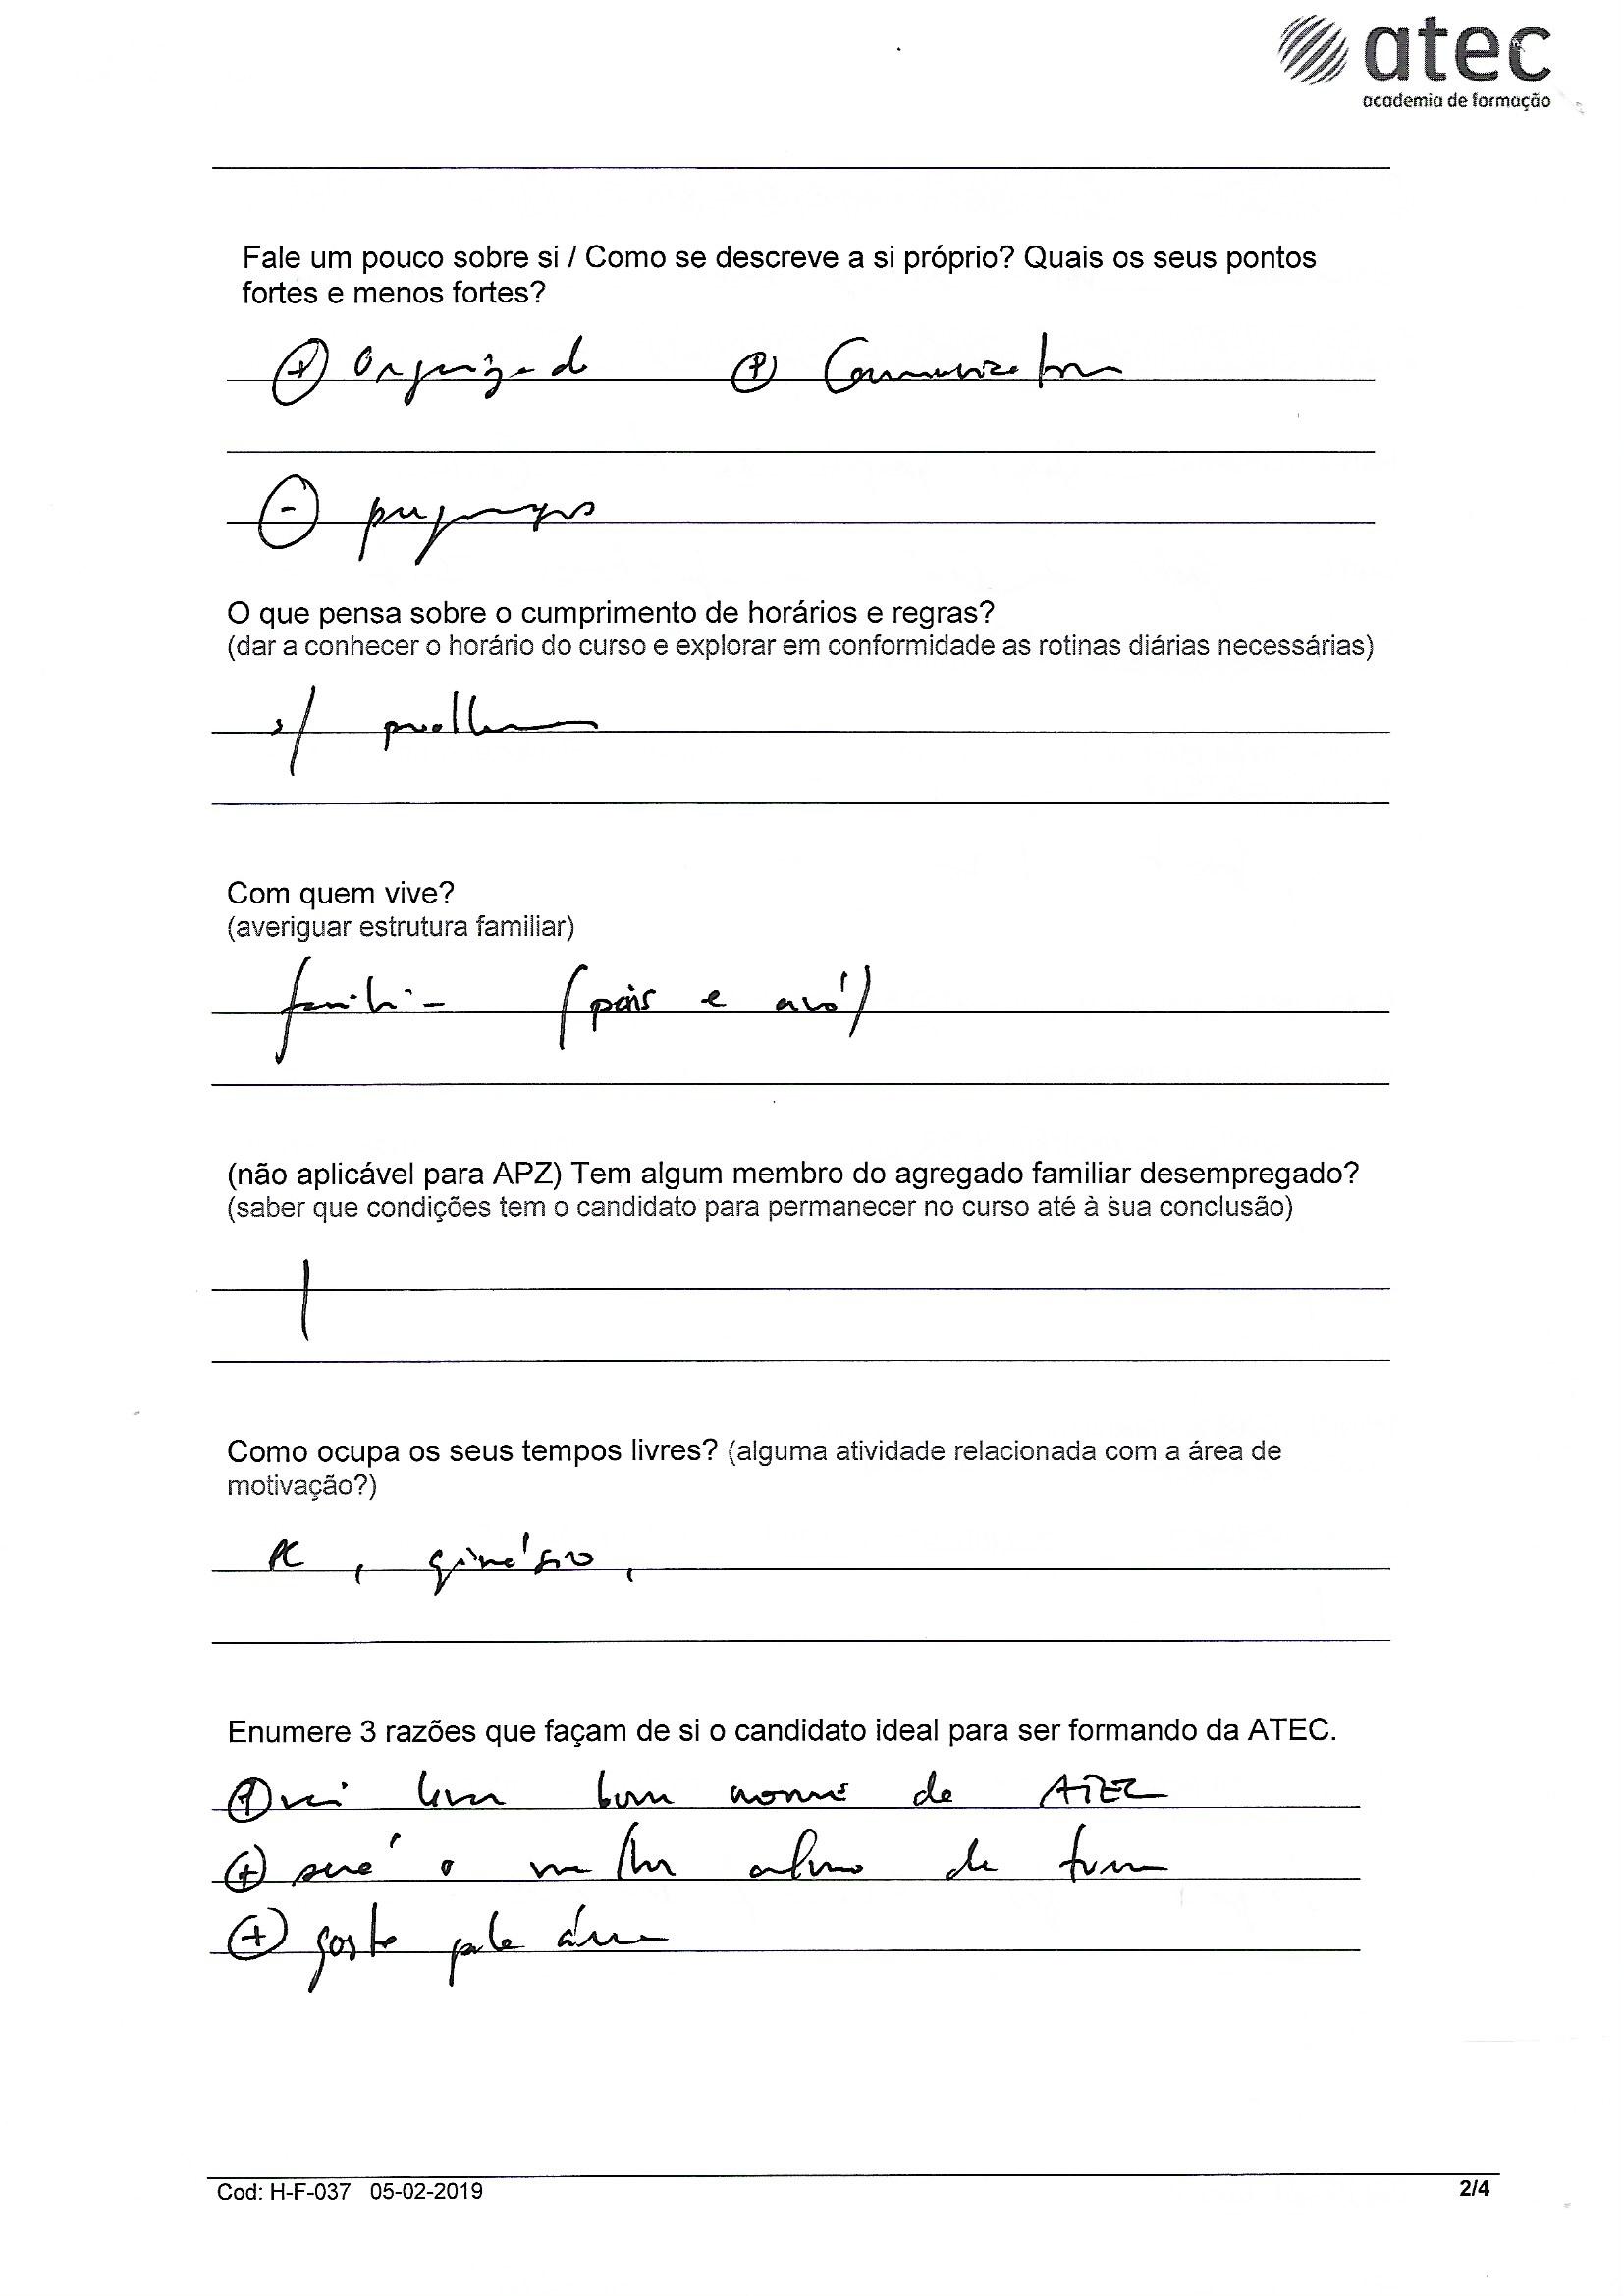 atec
academia de formação
Fale um pouco sobre si / Como se descreve a si próprio? Quais os seus pontos
fortes e menos fortes?
⊕ Organizado ⊕ Comunicativo
⊖ preguiçoso
O que pensa sobre o cumprimento de horários e regras?
(dar a conhecer o horário do curso e explorar em conformidade as rotinas diárias necessárias)
s/ problema
Com quem vive?
(averiguar estrutura familiar)
família (pais e avó)
(não aplicável para APZ) Tem algum membro do agregado familiar desempregado?
(saber que condições tem o candidato para permanecer no curso até à sua conclusão)
/
Como ocupa os seus tempos livres? (alguma atividade relacionada com a área de
motivação?)
PC, ginásio,
Enumere 3 razões que façam de si o candidato ideal para ser formando da ATEC.
⊕ vai levar bom nome da ATEC
⊕ será o melhor aluno da turma
⊕ gosto pela área
Cod: H-F-037 05-02-2019
2/4